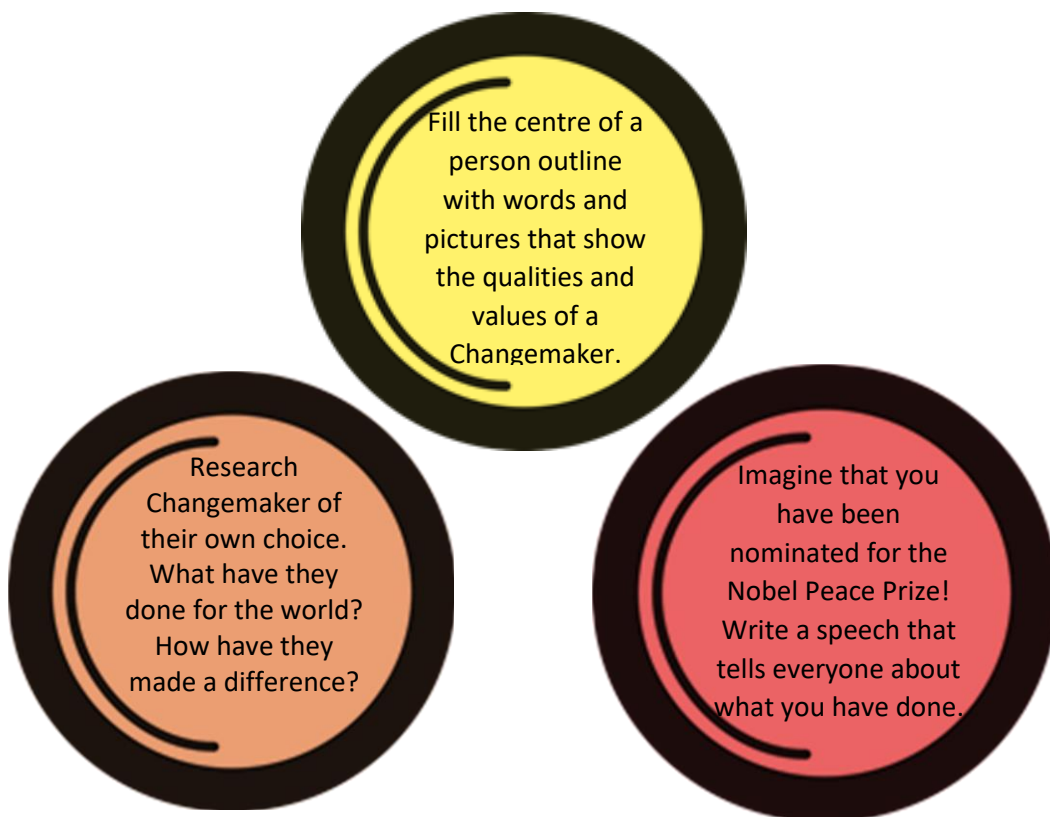 Fill the centre of a
person outline
with words and
pictures that show
the qualities and
values of a
Changemaker.
Research
Changemaker of
their own choice.
What have they
done for the world?
How have they
made a difference?
Imagine that you
have been
nominated for the
Nobel Peace Prize!
Write a speech that
tells everyone about
what you have done.